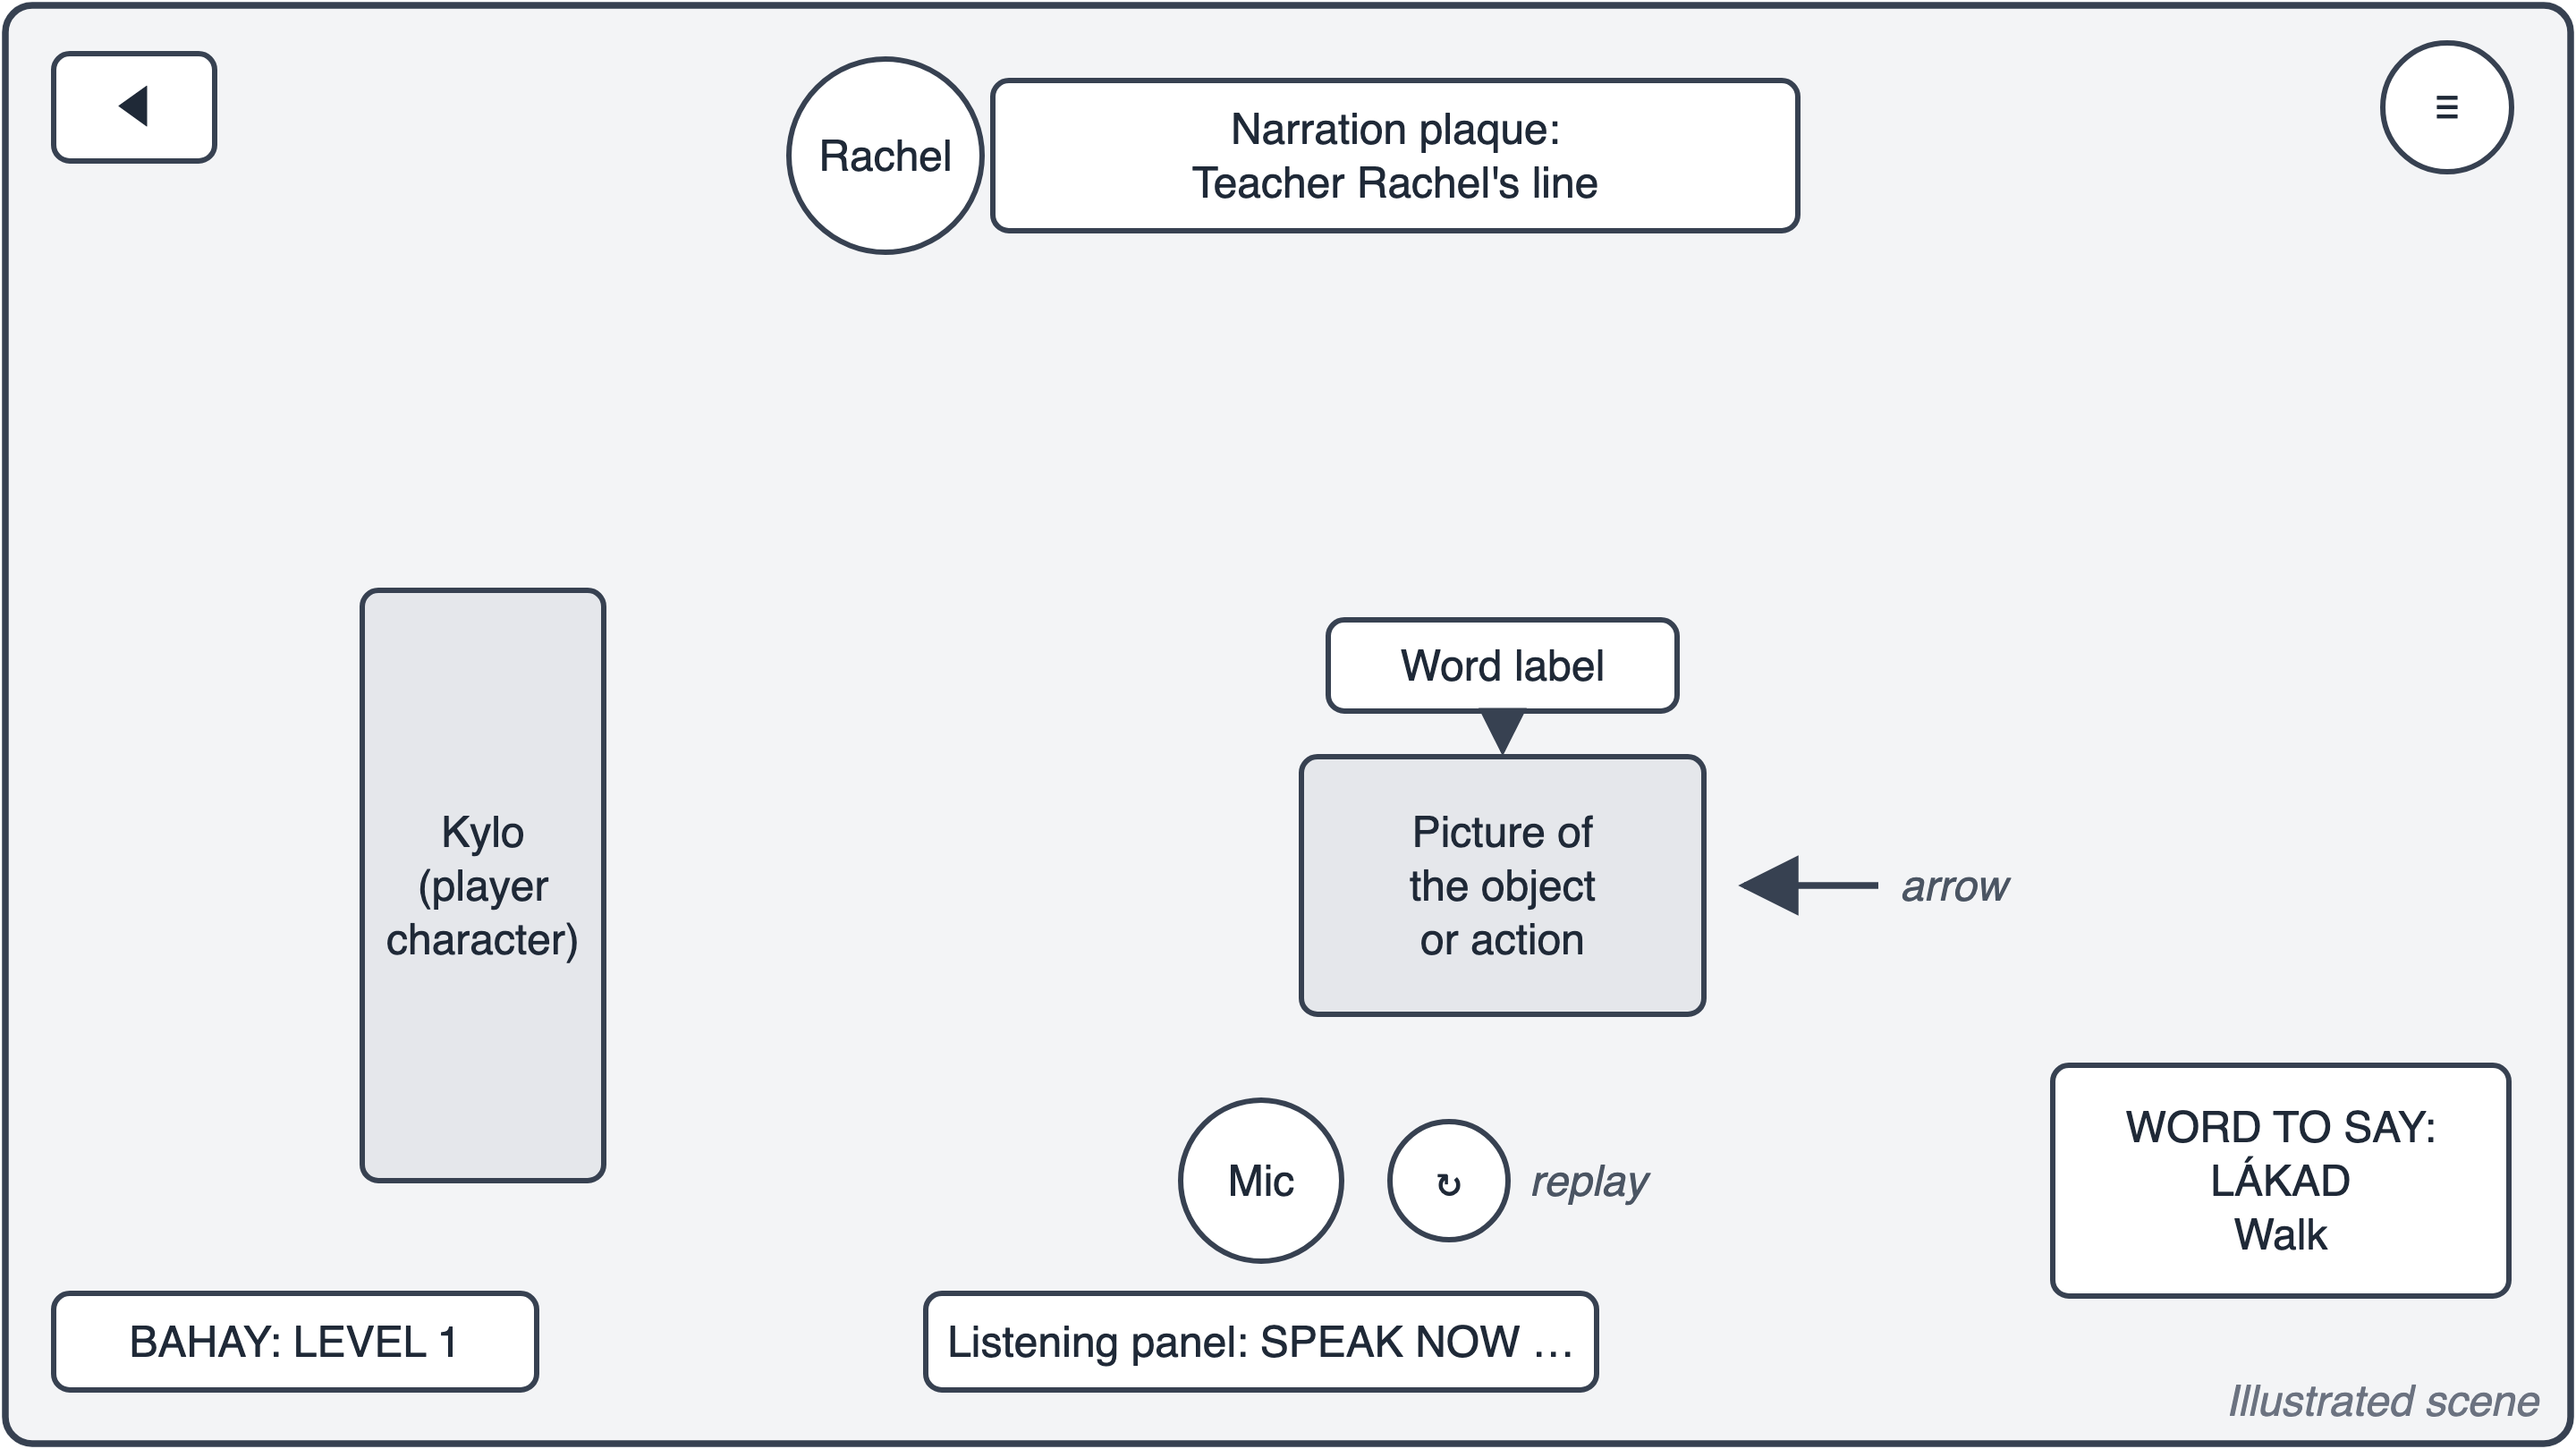 Rachel
Narration plaque:
Teacher Rachel's line
Word label
Kylo
(player
character)
Picture of
the object
or action
arrow
Mic
replay
WORD TO SAY:
LÁKAD
Walk
BAHAY: LEVEL 1
Listening panel: SPEAK NOW …
Illustrated scene